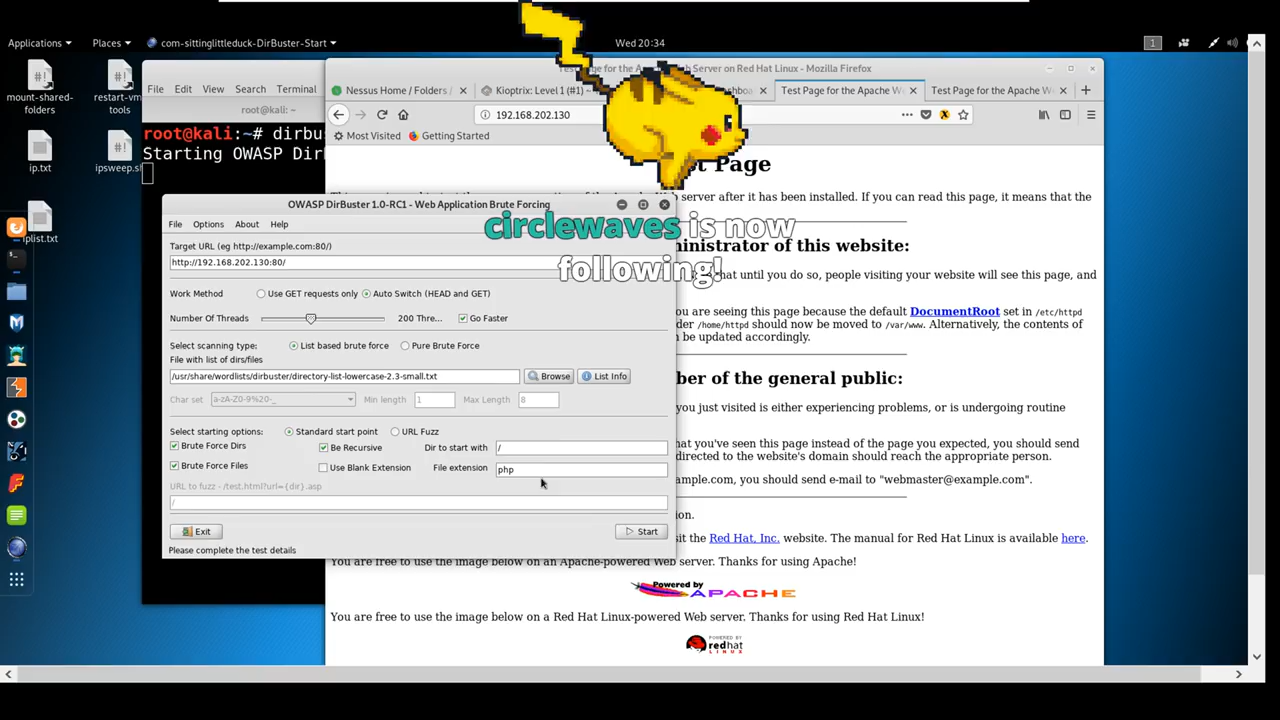 Applications
Places
com-sittinglittleduck-DirBuster-Start
Wed 20:34
1
mount-shared-folders
restart-vm
tools
ip.txt
ipsweep.sl
iplist.txt
File Edit View Search Terminal
root@kali: ~
root@kali:~# dirbu
Starting OWASP Di
Test Page for the Apache Web Server on Red Hat Linux - Mozilla Firefox
Nessus Home / Folders /
Kioptrix: Level 1 (#1)
Test Page for the Apache W
Test Page for the Apache W
192.168.202.130
Most Visited
Getting Started
Page
server after it has been installed. If you can read this page, it means that the
circlewaves is now
following!
ministrator of this website:
hat until you do so, people visiting your website will see this page, and
you are seeing this page because the default DocumentRoot set in /etc/httpd
der /home/httpd should now be moved to /var/www. Alternatively, the contents of
n be updated accordingly.
ber of the general public:
you just visited is either experiencing problems, or is undergoing routine
hat you've seen this page instead of the page you expected, you should send
directed to the website's domain should reach the appropriate person.
ample.com, you should send e-mail to "webmaster@example.com".
ion.
sit the Red Hat, Inc. website. The manual for Red Hat Linux is available here.
You are free to use the image below on an Apache-powered Web server. Thanks for using Apache!
Powered by
APACHE
You are free to use the image below on a Red Hat Linux-powered Web server. Thanks for using Red Hat Linux!
POWERED BY
redhat
LINUX
OWASP DirBuster 1.0-RC1 - Web Application Brute Forcing
File Options About Help
Target URL (eg http://example.com:80/)
http://192.168.202.130:80/
Work Method Use GET requests only Auto Switch (HEAD and GET)
Number Of Threads 200 Thre... Go Faster
Select scanning type: List based brute force Pure Brute Force
File with list of dirs/files
/usr/share/wordlists/dirbuster/directory-list-lowercase-2.3-small.txt Browse List Info
Char set a-zA-Z0-9%20-_ Min length 1 Max Length 8
Select starting options: Standard start point URL Fuzz
Brute Force Dirs Be Recursive Dir to start with /
Brute Force Files Use Blank Extension File extension php
URL to fuzz - /test.html?url={dir}.asp
/
Exit Start
Please complete the test details